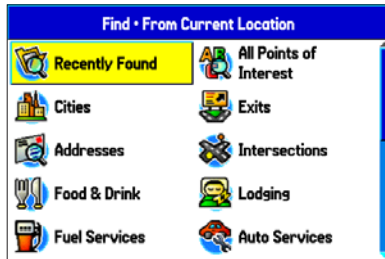 Find • From Current Location
Recently Found
All Points of
Interest
Cities
Exits
Addresses
Intersections
Food & Drink
Lodging
Fuel Services
Auto Services